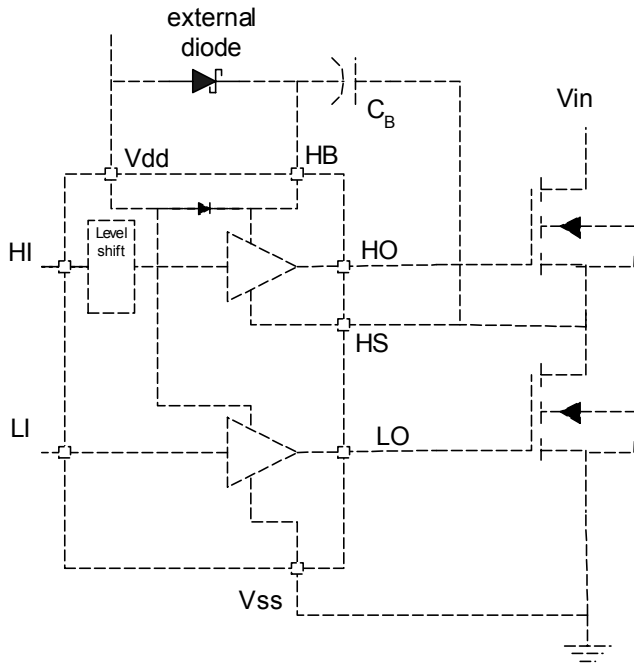 external
diode
C_B
Vin
Vdd
HB
Level
shift
HI
HO
HS
LI
LO
Vss